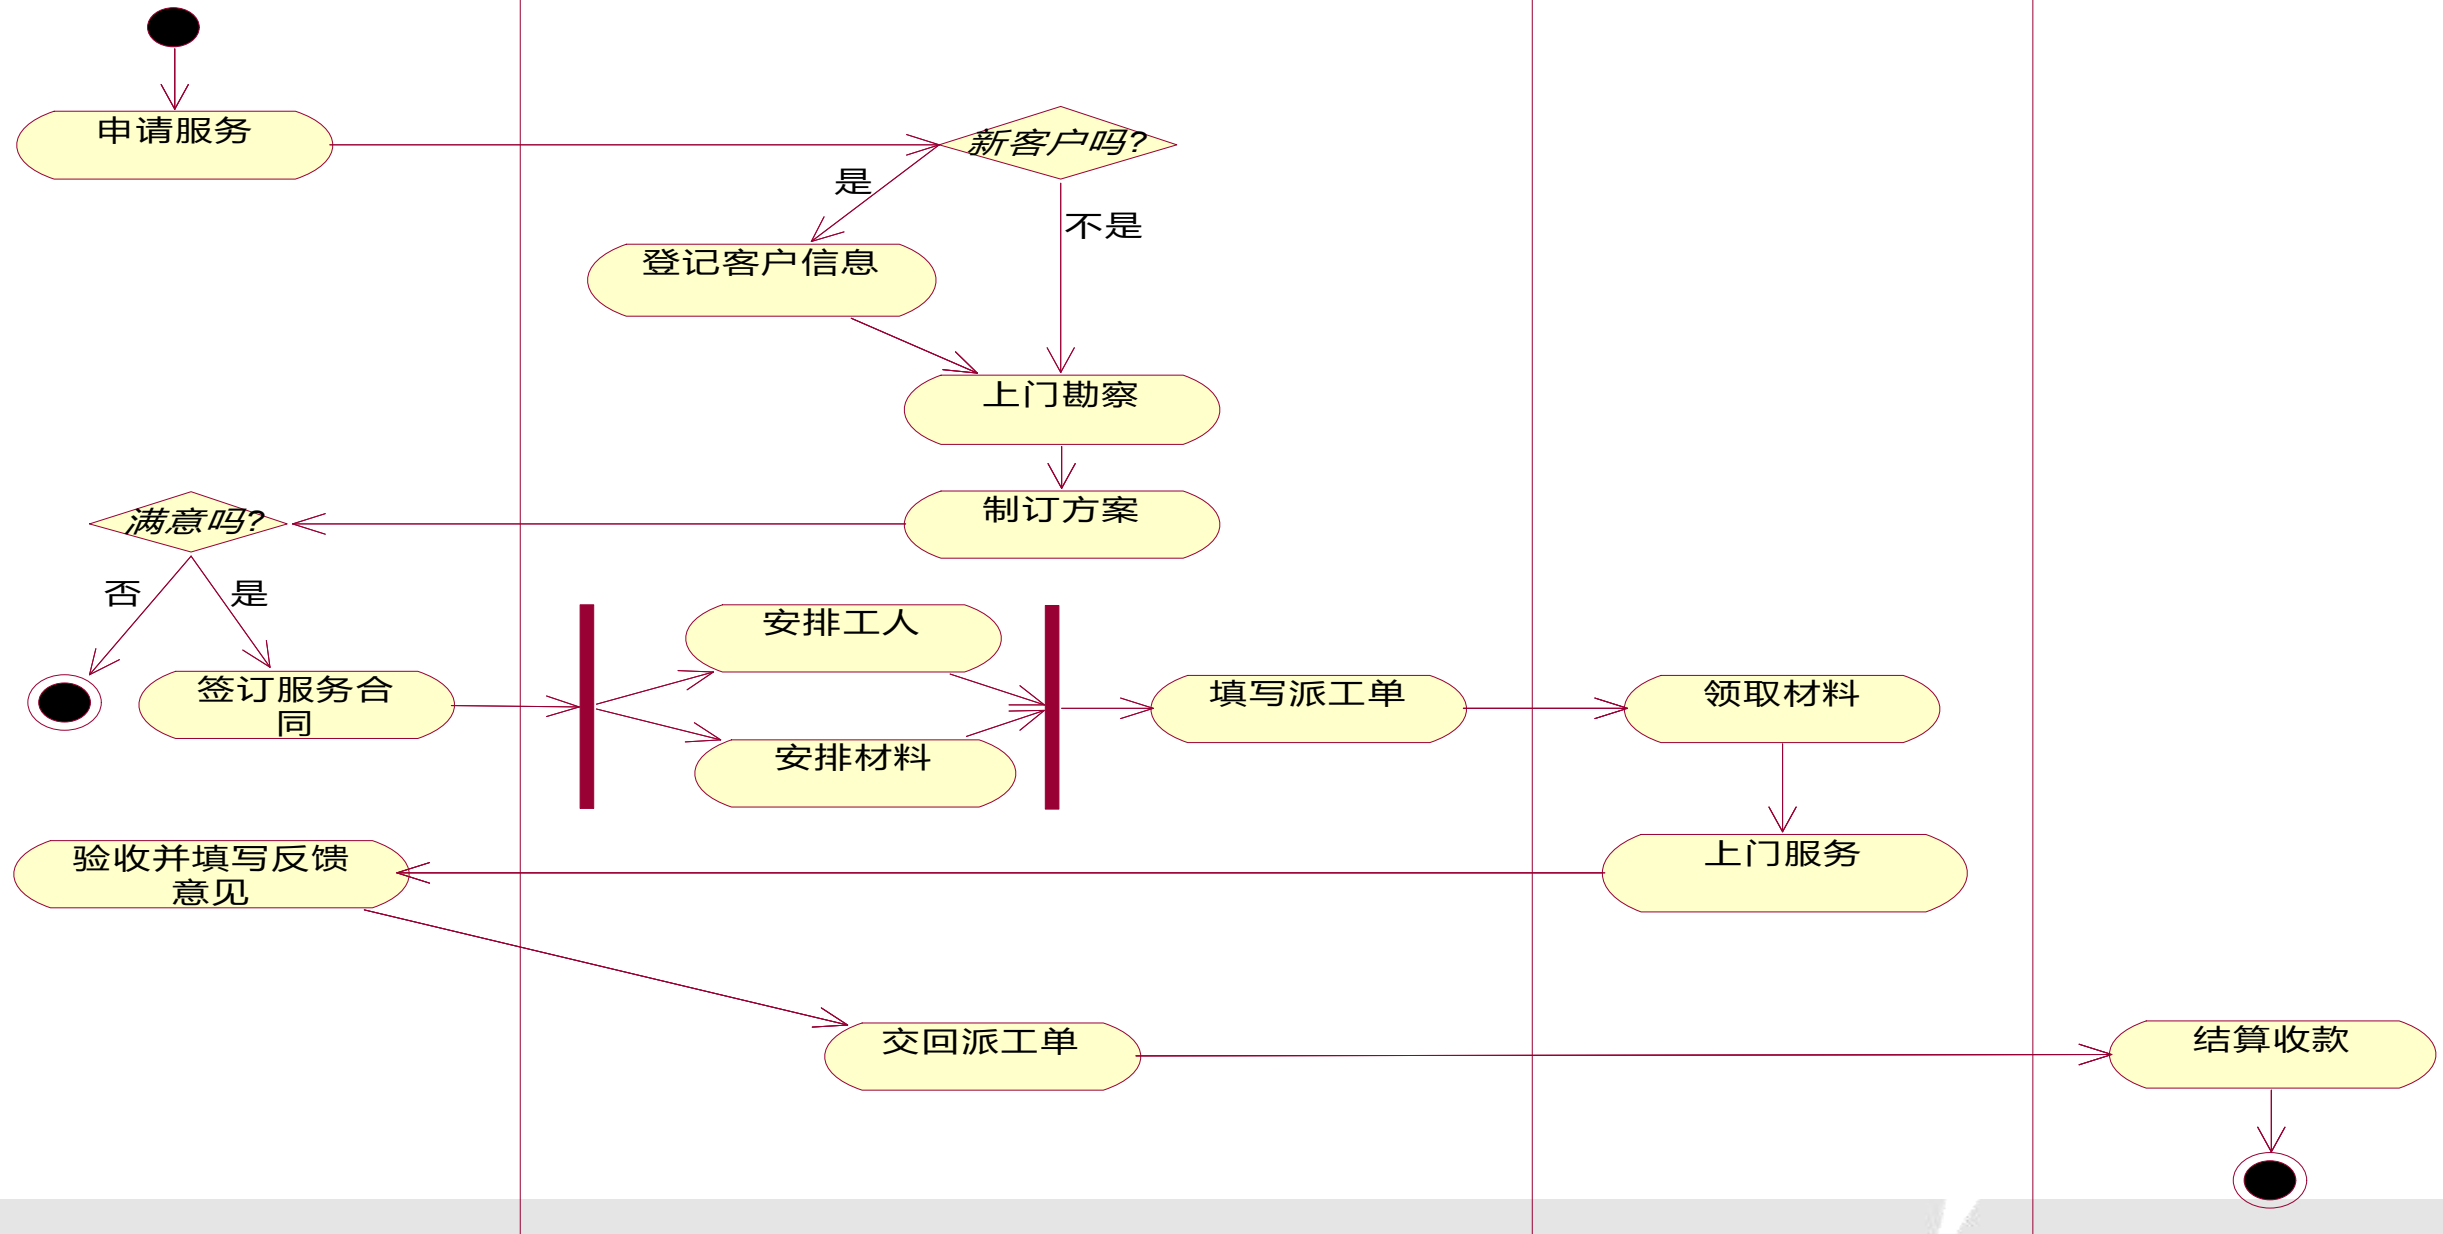 申请服务
新客户吗?
是
不是
登记客户信息
上门勘察
制订方案
满意吗?
否
是
签订服务合
同
安排工人
安排材料
填写派工单
领取材料
上门服务
验收并填写反馈
意见
交回派工单
结算收款